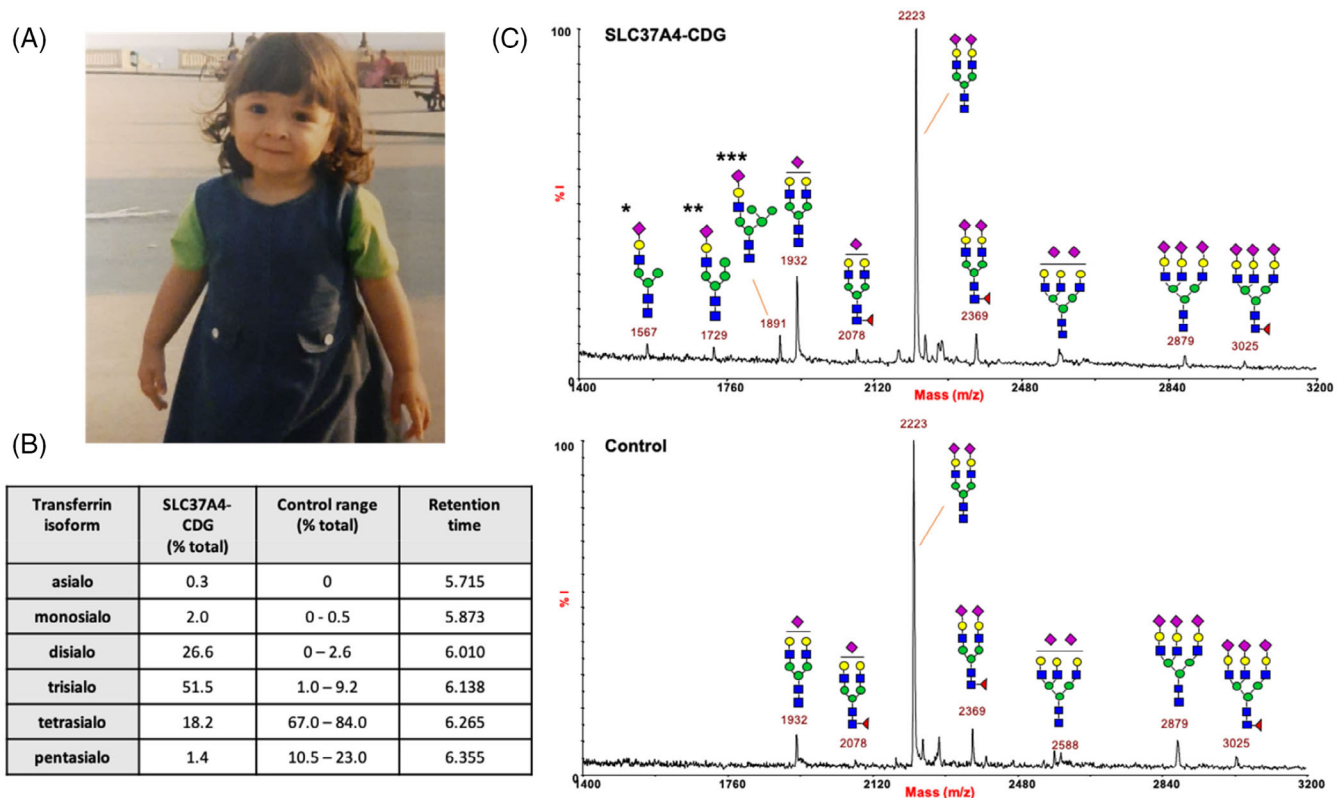 (A)
(B)
Transferrin isoform | SLC37A4-CDG (% total) | Control range (% total) | Retention time
asialo | 0.3 | 0 | 5.715
monosialo | 2.0 | 0 - 0.5 | 5.873
disialo | 26.6 | 0 – 2.6 | 6.010
trisialo | 51.5 | 1.0 – 9.2 | 6.138
tetrasialo | 18.2 | 67.0 – 84.0 | 6.265
pentasialo | 1.4 | 10.5 – 23.0 | 6.355
(C)
SLC37A4-CDG
100
% I
0
2223
*
**
***
1567
1729
1891
1932
2078
2369
2879
3025
1400 1760 2120 2480 2840 3200
Mass (m/z)
Control
100
% I
0
2223
1932
2078
2369
2588
2879
3025
1400 1760 2120 2480 2840 3200
Mass (m/z)